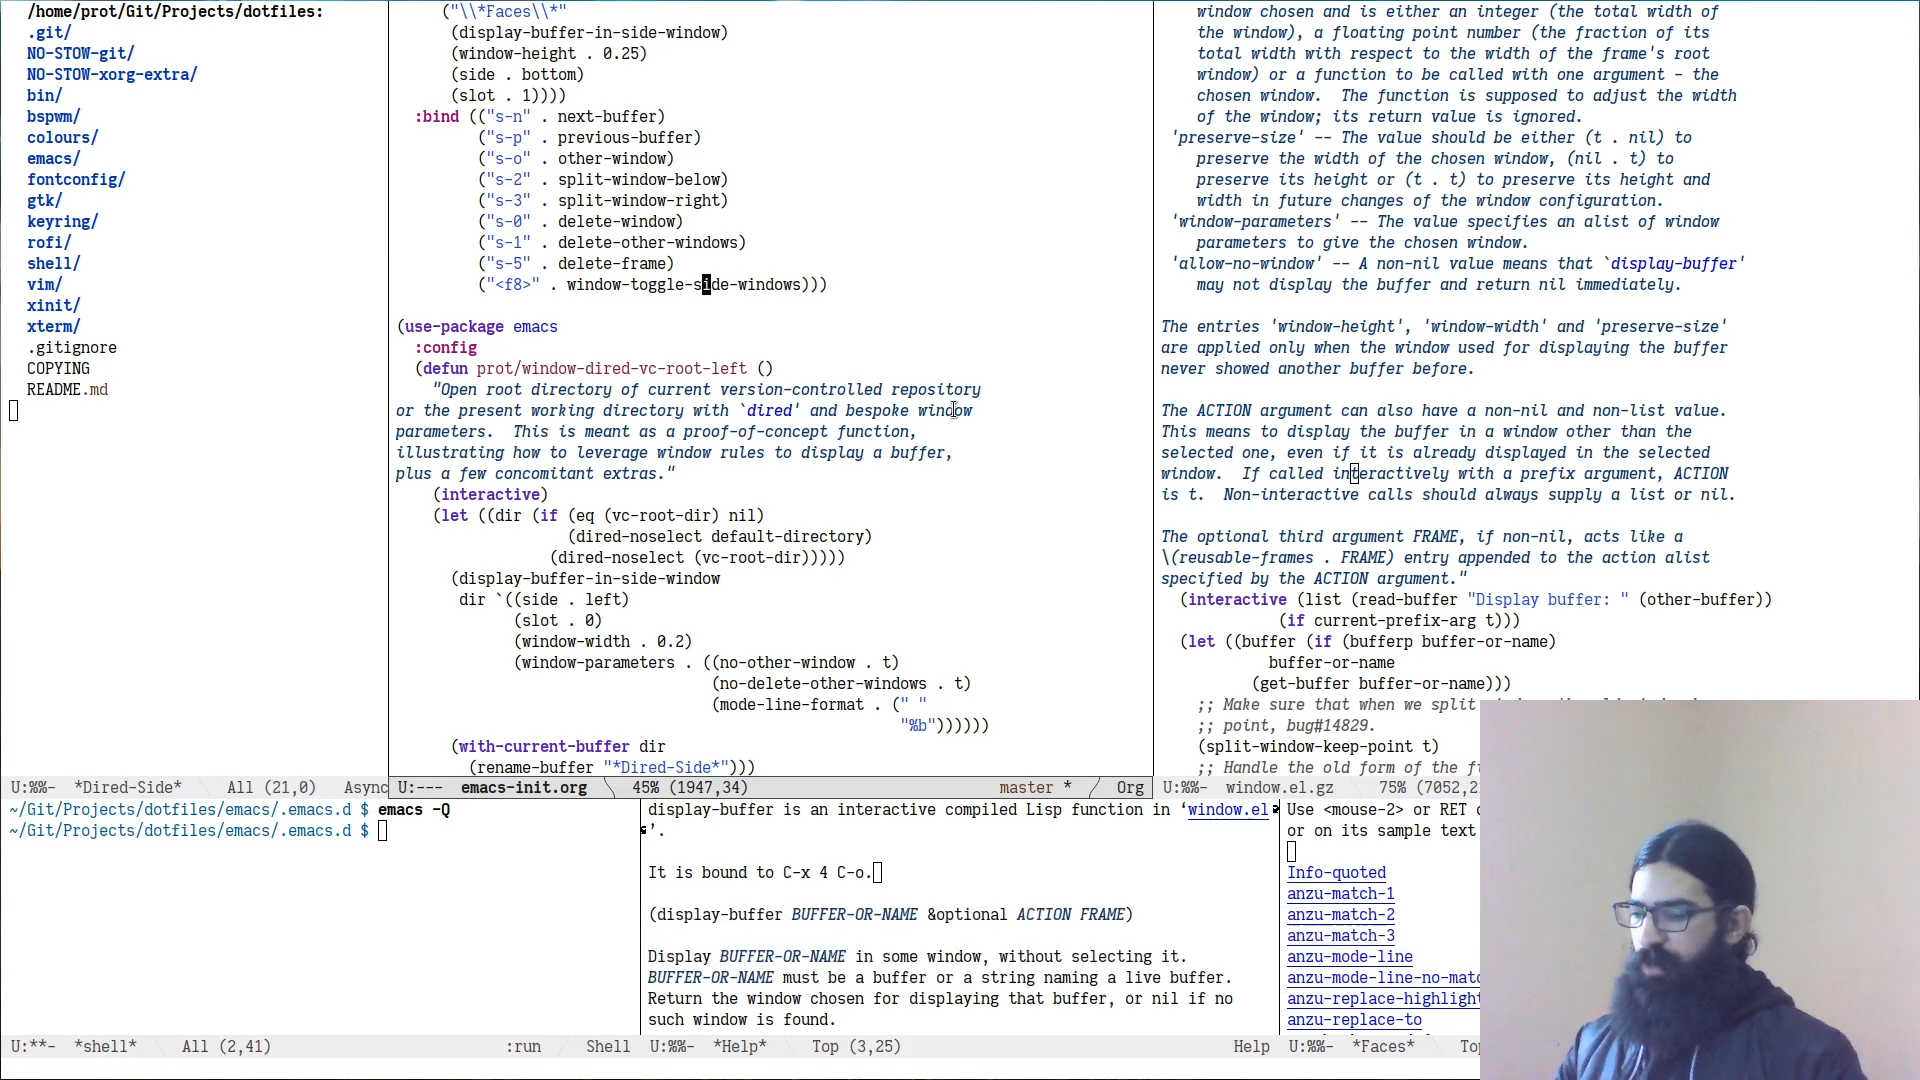 /home/prot/Git/Projects/dotfiles:
.git/
NO-STOW-git/
NO-STOW-xorg-extra/
bin/
bspwm/
colours/
emacs/
fontconfig/
gtk/
keyring/
rofi/
shell/
vim/
xinit/
xterm/
.gitignore
COPYING
README.md
U:%%-  *Dired-Side*  All (21,0)  Async
("\\*Faces\\*"
(display-buffer-in-side-window)
(window-height . 0.25)
(side . bottom)
(slot . 1))))
:bind (("s-n" . next-buffer)
("s-p" . previous-buffer)
("s-o" . other-window)
("s-2" . split-window-below)
("s-3" . split-window-right)
("s-0" . delete-window)
("s-1" . delete-other-windows)
("s-5" . delete-frame)
("<f8>" . window-toggle-side-windows)))
(use-package emacs
:config
(defun prot/window-dired-vc-root-left ()
"Open root directory of current version-controlled repository
or the present working directory with `dired' and bespoke window
parameters.  This is meant as a proof-of-concept function,
illustrating how to leverage window rules to display a buffer,
plus a few concomitant extras."
(interactive)
(let ((dir (if (eq (vc-root-dir) nil)
(dired-noselect default-directory)
(dired-noselect (vc-root-dir)))))
(display-buffer-in-side-window
dir `((side . left)
(slot . 0)
(window-width . 0.2)
(window-parameters . ((no-other-window . t)
(no-delete-other-windows . t)
(mode-line-format . (" "
"%b"))))))
(with-current-buffer dir
(rename-buffer "*Dired-Side*")))
U:---  emacs-init.org  45% (1947,34)  master *  Org
window chosen and is either an integer (the total width of
the window), a floating point number (the fraction of its
total width with respect to the width of the frame's root
window) or a function to be called with one argument - the
chosen window.  The function is supposed to adjust the width
of the window; its return value is ignored.
'preserve-size' -- The value should be either (t . nil) to
preserve the width of the chosen window, (nil . t) to
preserve its height or (t . t) to preserve its height and
width in future changes of the window configuration.
'window-parameters' -- The value specifies an alist of window
parameters to give the chosen window.
'allow-no-window' -- A non-nil value means that `display-buffer'
may not display the buffer and return nil immediately.
The entries 'window-height', 'window-width' and 'preserve-size'
are applied only when the window used for displaying the buffer
never showed another buffer before.
The ACTION argument can also have a non-nil and non-list value.
This means to display the buffer in a window other than the
selected one, even if it is already displayed in the selected
window.  If called interactively with a prefix argument, ACTION
is t.  Non-interactive calls should always supply a list or nil.
The optional third argument FRAME, if non-nil, acts like a
\(reusable-frames . FRAME) entry appended to the action alist
specified by the ACTION argument."
(interactive (list (read-buffer "Display buffer: " (other-buffer))
(if current-prefix-arg t)))
(let ((buffer (if (bufferp buffer-or-name)
buffer-or-name
(get-buffer buffer-or-name)))
;; Make sure that when we split
;; point, bug#14829.
(split-window-keep-point t)
;; Handle the old form of the
U:%%-  window.el.gz  75% (7052,2
~/Git/Projects/dotfiles/emacs/.emacs.d $ emacs -Q
~/Git/Projects/dotfiles/emacs/.emacs.d $
U:**-  *shell*  All (2,41)  :run  Shell
display-buffer is an interactive compiled Lisp function in ‘window.el
’.
It is bound to C-x 4 C-o.
(display-buffer BUFFER-OR-NAME &optional ACTION FRAME)
Display BUFFER-OR-NAME in some window, without selecting it.
BUFFER-OR-NAME must be a buffer or a string naming a live buffer.
Return the window chosen for displaying that buffer, or nil if no
such window is found.
U:%%-  *Help*  Top (3,25)  Help
Use <mouse-2> or RET
or on its sample text
Info-quoted
anzu-match-1
anzu-match-2
anzu-match-3
anzu-mode-line
anzu-mode-line-no-matc
anzu-replace-highlight
anzu-replace-to
U:%%-  *Faces*  Top